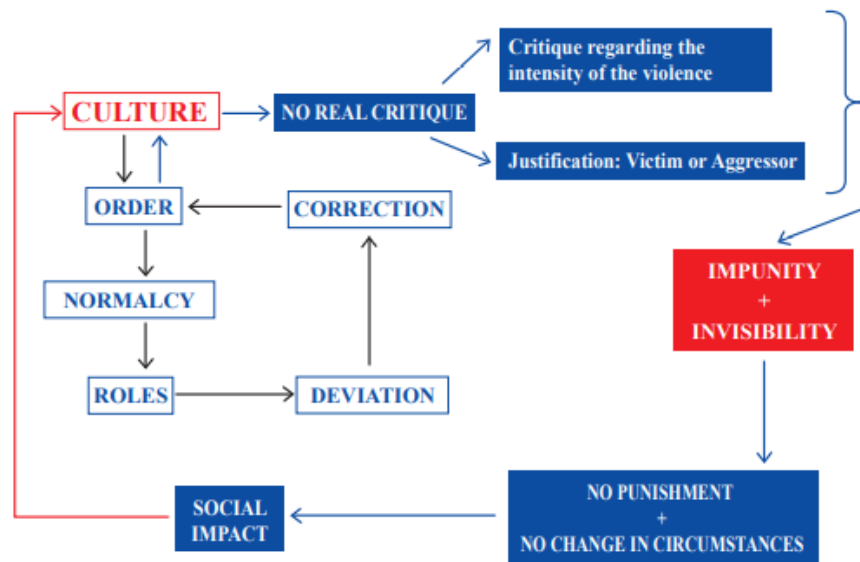 Critique regarding the
intensity of the violence
CULTURE
NO REAL CRITIQUE
Justification: Victim or Aggressor
ORDER
CORRECTION
IMPUNITY
+
INVISIBILITY
NORMALCY
ROLES
DEVIATION
NO PUNISHMENT
+
NO CHANGE IN CIRCUMSTANCES
SOCIAL
IMPACT